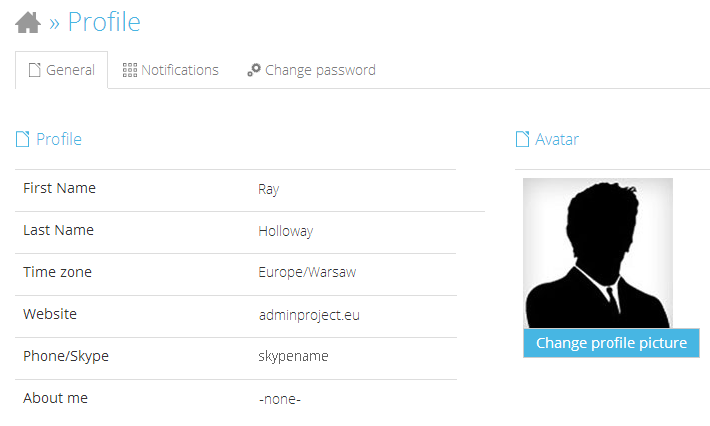 » Profile
General Notifications Change password
Profile
First Name Ray
Last Name Holloway
Time zone Europe/Warsaw
Website adminproject.eu
Phone/Skype skypename
About me -none-
Avatar
Change profile picture